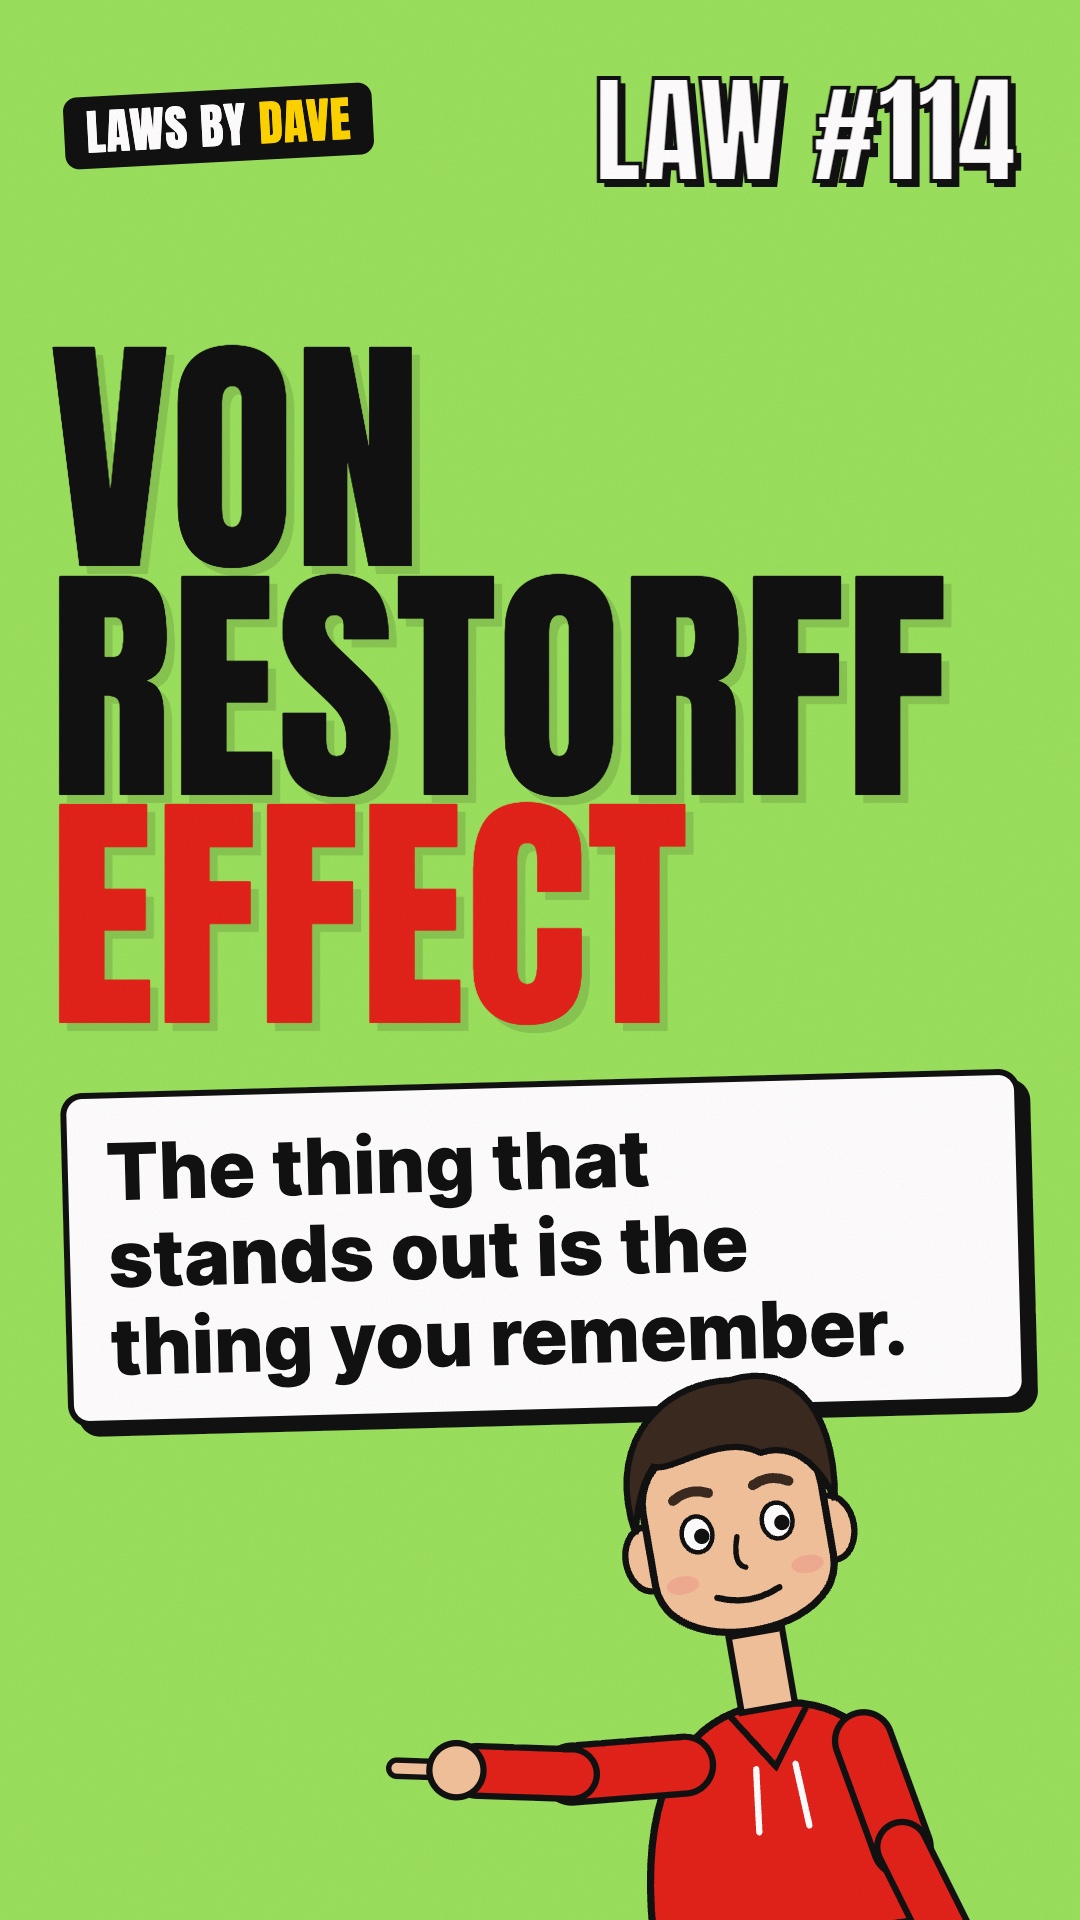 LAWS BY DAVE
LAW #114
VON
RESTORFF
EFFECT
The thing that
stands out is the
thing you remember.